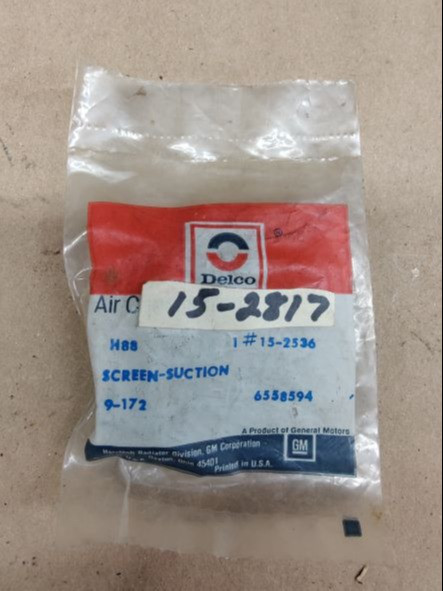 Delco
Air C
15-2817
H88 1 # 15-2536
SCREEN-SUCTION
9-172 6558594
A Product of General Motors
GM
Radiator Division, GM Corporation
45401
Printed in U.S.A.